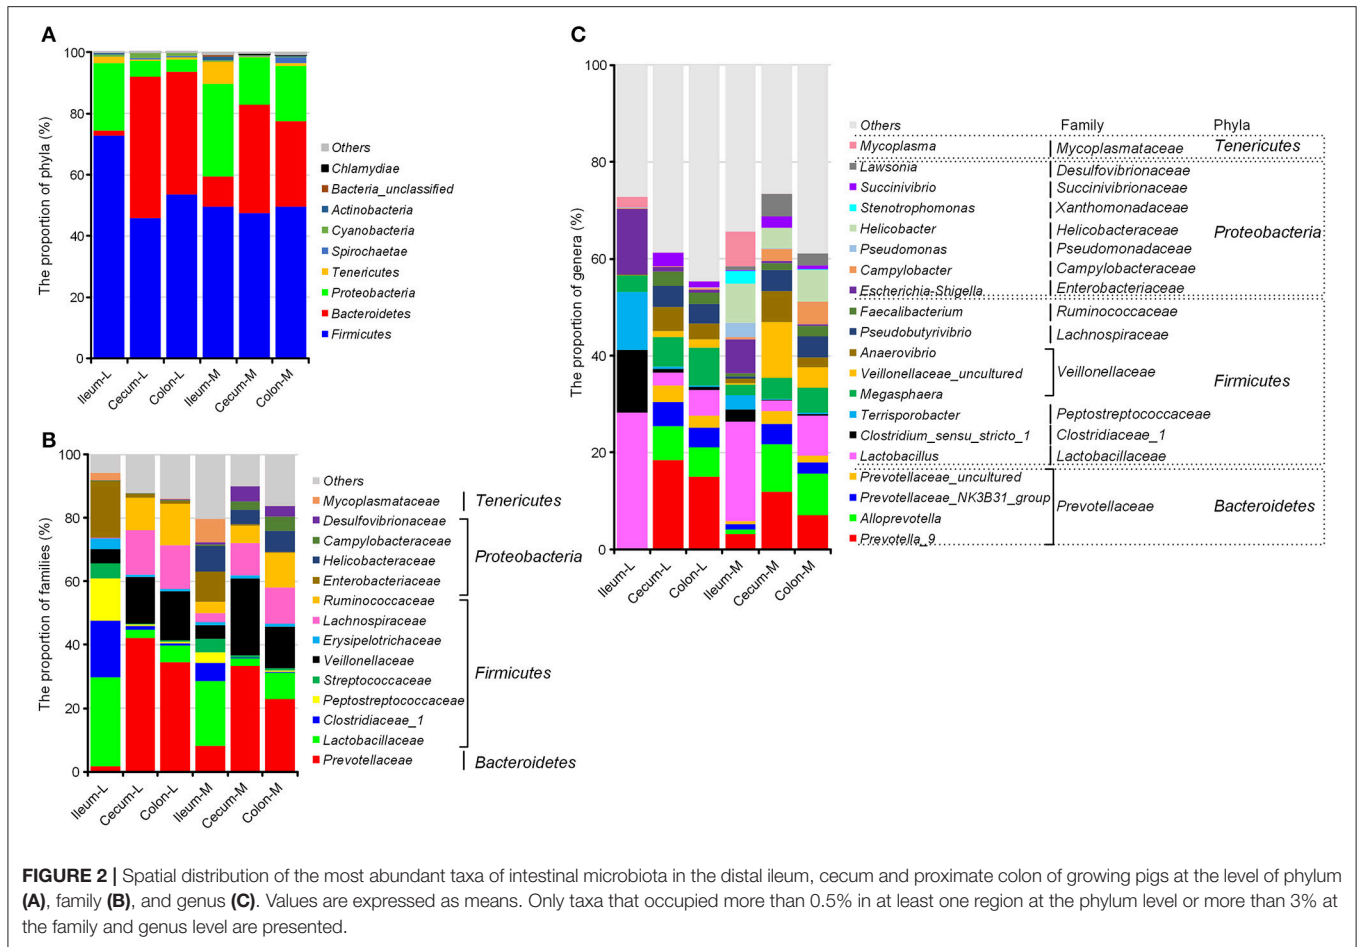 A
The proportion of phyla (%)
100
80
60
40
20
0
Ileum-L
Cecum-L
Colon-L
Ileum-M
Cecum-M
Colon-M
Others
Chlamydiae
Bacteria_unclassified
Actinobacteria
Cyanobacteria
Spirochaetae
Tenericutes
Proteobacteria
Bacteroidetes
Firmicutes
B
The proportion of families (%)
100
80
60
40
20
0
Ileum-L
Cecum-L
Colon-L
Ileum-M
Cecum-M
Colon-M
Others
Mycoplasmataceae Tenericutes
Desulfovibrionaceae
Campylobacteraceae
Helicobacteraceae Proteobacteria
Enterobacteriaceae
Ruminococcaceae
Lachnospiraceae
Erysipelotrichaceae
Veillonellaceae Firmicutes
Streptococcaceae
Peptostreptococcaceae
Clostridiaceae_1
Lactobacillaceae
Prevotellaceae Bacteroidetes
C
The proportion of genera (%)
100
80
60
40
20
0
Ileum-L
Cecum-L
Colon-L
Ileum-M
Cecum-M
Colon-M
Others Family Phyla
Mycoplasma Mycoplasmataceae Tenericutes
Lawsonia Desulfovibrionaceae
Succinivibrio Succinivibrionaceae
Stenotrophomonas Xanthomonadaceae
Helicobacter Helicobacteraceae Proteobacteria
Pseudomonas Pseudomonadaceae
Campylobacter Campylobacteraceae
Escherichia-Shigella Enterobacteriaceae
Faecalibacterium Ruminococcaceae
Pseudobutyrivibrio Lachnospiraceae
Anaerovibrio
Veillonellaceae_uncultured Veillonellaceae Firmicutes
Megasphaera
Terrisporobacter Peptostreptococcaceae
Clostridium_sensu_stricto_1 Clostridiaceae_1
Lactobacillus Lactobacillaceae
Prevotellaceae_uncultured
Prevotellaceae_NK3B31_group Prevotellaceae Bacteroidetes
Alloprevotella
Prevotella_9
FIGURE 2 | Spatial distribution of the most abundant taxa of intestinal microbiota in the distal ileum, cecum and proximate colon of growing pigs at the level of phylum
(A), family (B), and genus (C). Values are expressed as means. Only taxa that occupied more than 0.5% in at least one region at the phylum level or more than 3% at
the family and genus level are presented.